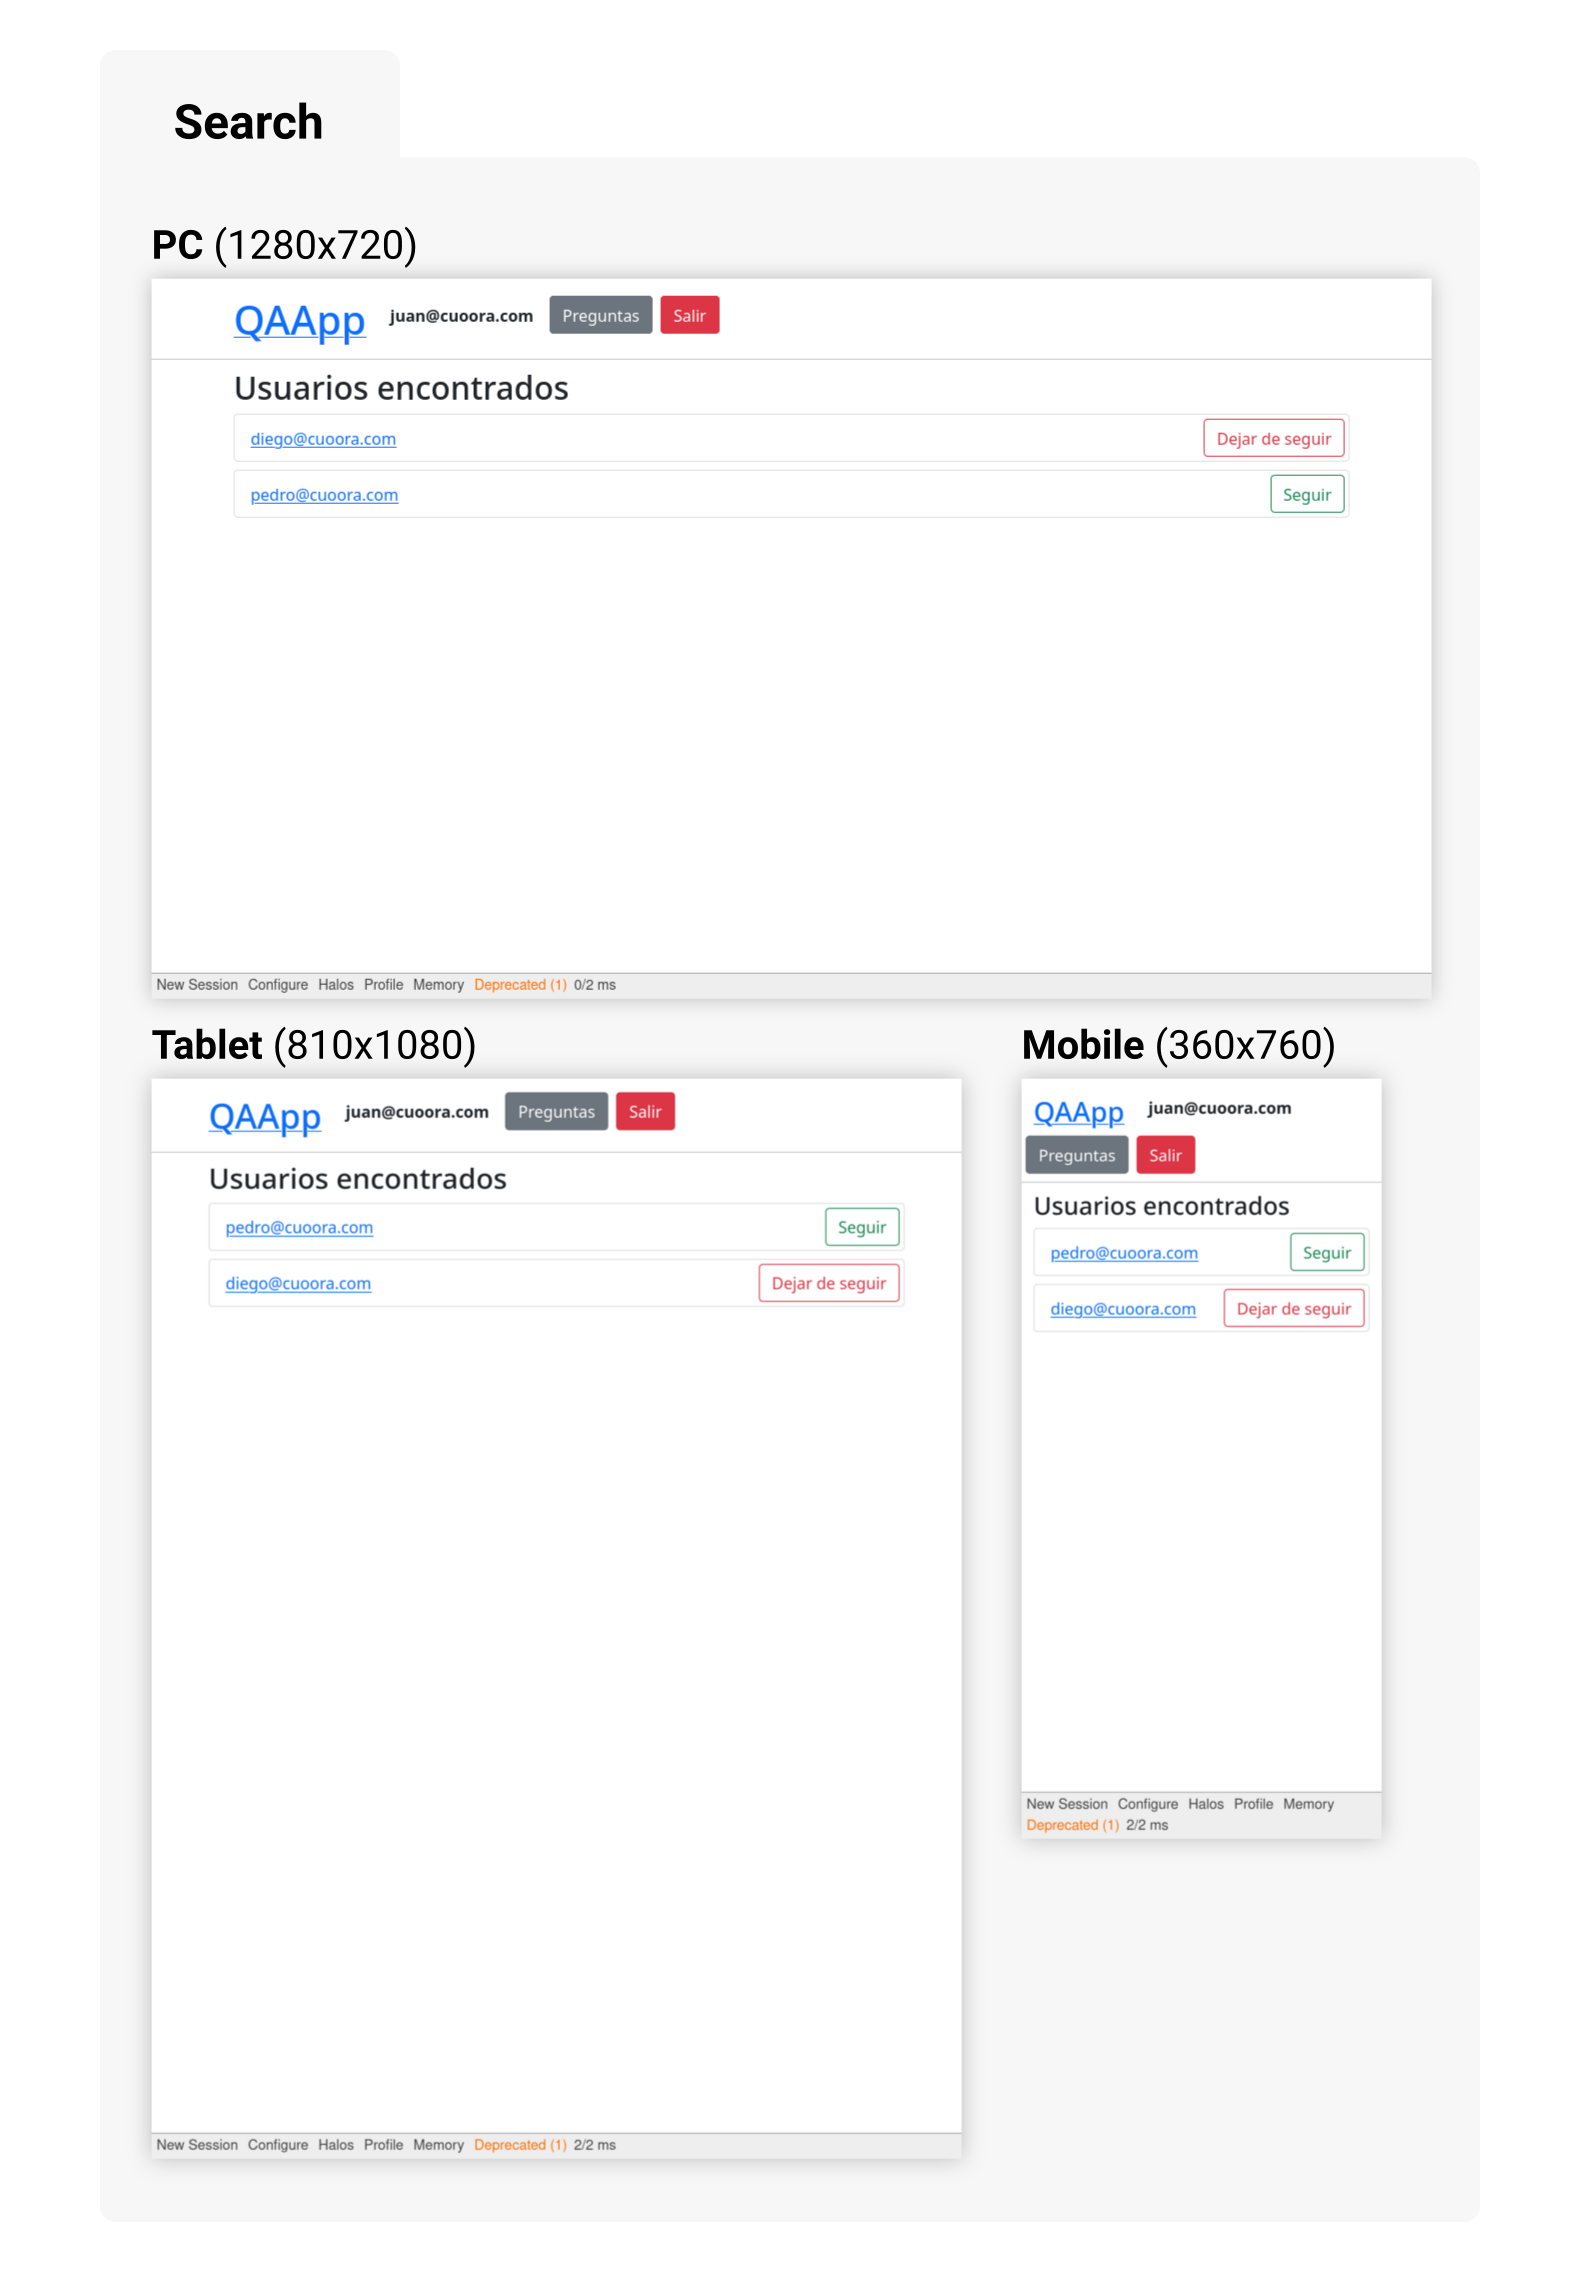 Search
PC (1280x720)
QAApp juan@cuoora.com Preguntas Salir
Usuarios encontrados
diego@cuoora.com Dejar de seguir
pedro@cuoora.com Seguir
New Session Configure Halos Profile Memory Deprecated (1) 0/2 ms
Tablet (810x1080)
QAApp juan@cuoora.com Preguntas Salir
Usuarios encontrados
pedro@cuoora.com Seguir
diego@cuoora.com Dejar de seguir
New Session Configure Halos Profile Memory Deprecated (1) 2/2 ms
Mobile (360x760)
QAApp juan@cuoora.com
Preguntas Salir
Usuarios encontrados
pedro@cuoora.com Seguir
diego@cuoora.com Dejar de seguir
New Session Configure Halos Profile Memory
Deprecated (1) 2/2 ms